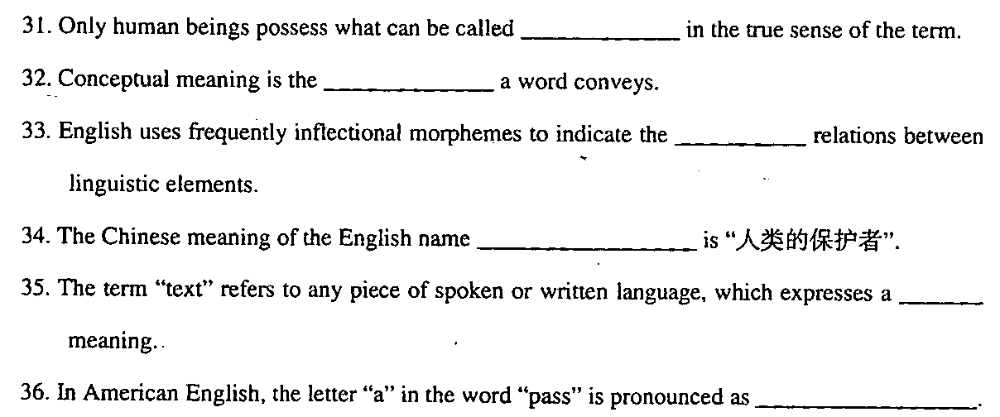 31. Only human beings possess what can be called ____________ in the true sense of the term.
32. Conceptual meaning is the _____________ a word conveys.
33. English uses frequently inflectional morphemes to indicate the __________ relations between
linguistic elements.
34. The Chinese meaning of the English name _________________ is “人类的保护者”.
35. The term “text” refers to any piece of spoken or written language, which expresses a _______
meaning.
36. In American English, the letter “a” in the word “pass” is pronounced as _________________.